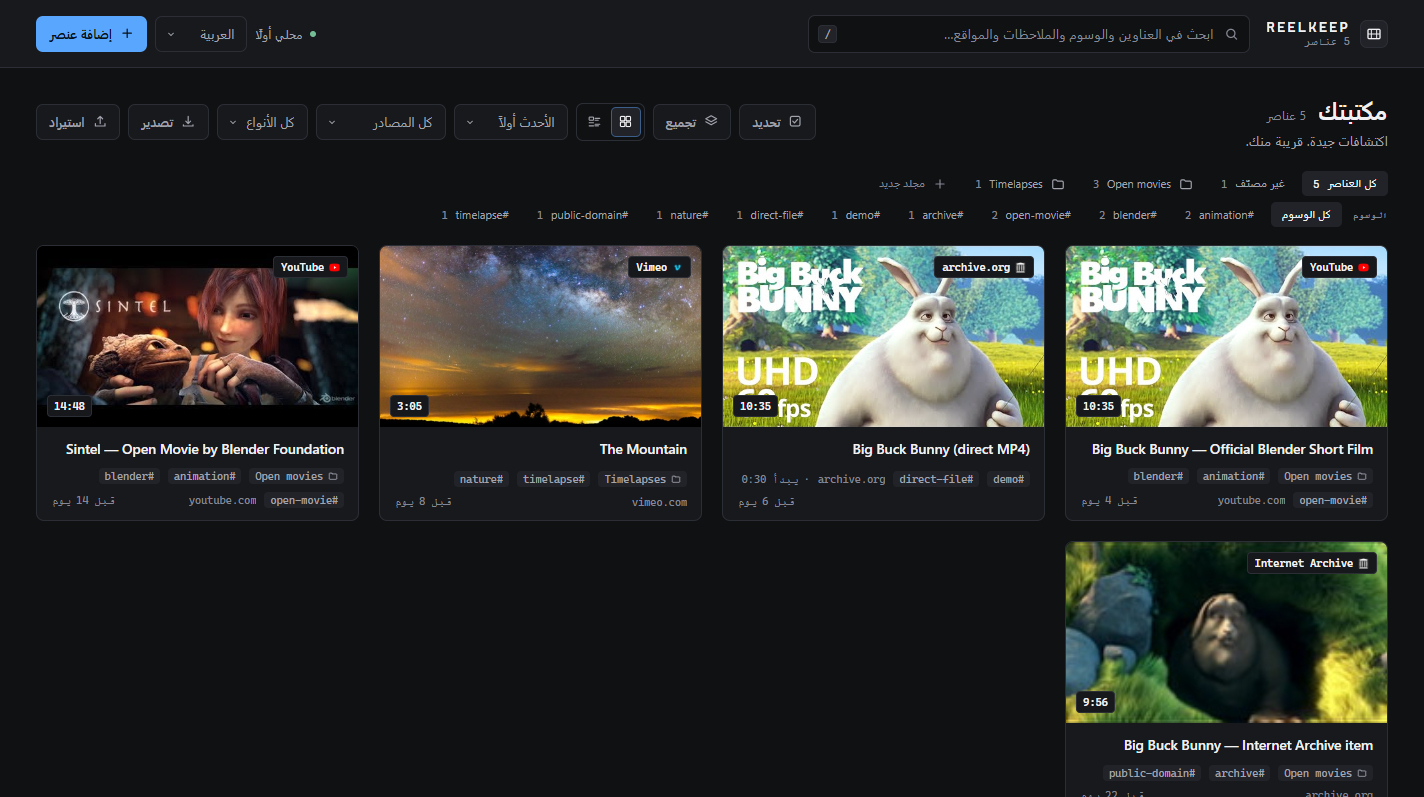 REELKEEP
5 عناصر
ابحث في العناوين والوسوم والملاحظات والمواقع...
/
محلي أولًا
العربية
إضافة عنصر
مكتبتك
5 عناصر
اكتشافات جيدة، قريبة منك.
تحديد
تجميع
الأحدث أولاً
كل المصادر
كل الأنواع
تصدير
استيراد
كل العناصر 5
غير مصنّف 1
Open movies 3
Timelapses 1
مجلد جديد
الوسوم
كل الوسوم
animation# 2
blender# 2
open-movie# 2
archive# 1
demo# 1
direct-file# 1
nature# 1
public-domain# 1
timelapse# 1
YouTube
Big Buck
BUNNY
UHD
fps
10:35
Big Buck Bunny — Official Blender Short Film
Open movies
animation#
blender#
open-movie#
youtube.com
قبل 4 يوم
archive.org
Big Buck
BUNNY
UHD
fps
10:35
Big Buck Bunny (direct MP4)
demo#
direct-file#
archive.org · يبدأ 0:30
قبل 6 يوم
Vimeo
3:05
The Mountain
Timelapses
timelapse#
nature#
vimeo.com
قبل 8 يوم
YouTube
SINTEL
blender
14:48
Sintel — Open Movie by Blender Foundation
Open movies
animation#
blender#
open-movie#
youtube.com
قبل 14 يوم
Internet Archive
9:56
Big Buck Bunny — Internet Archive item
Open movies
archive#
public-domain#
archive.org
قبل 22 يوم